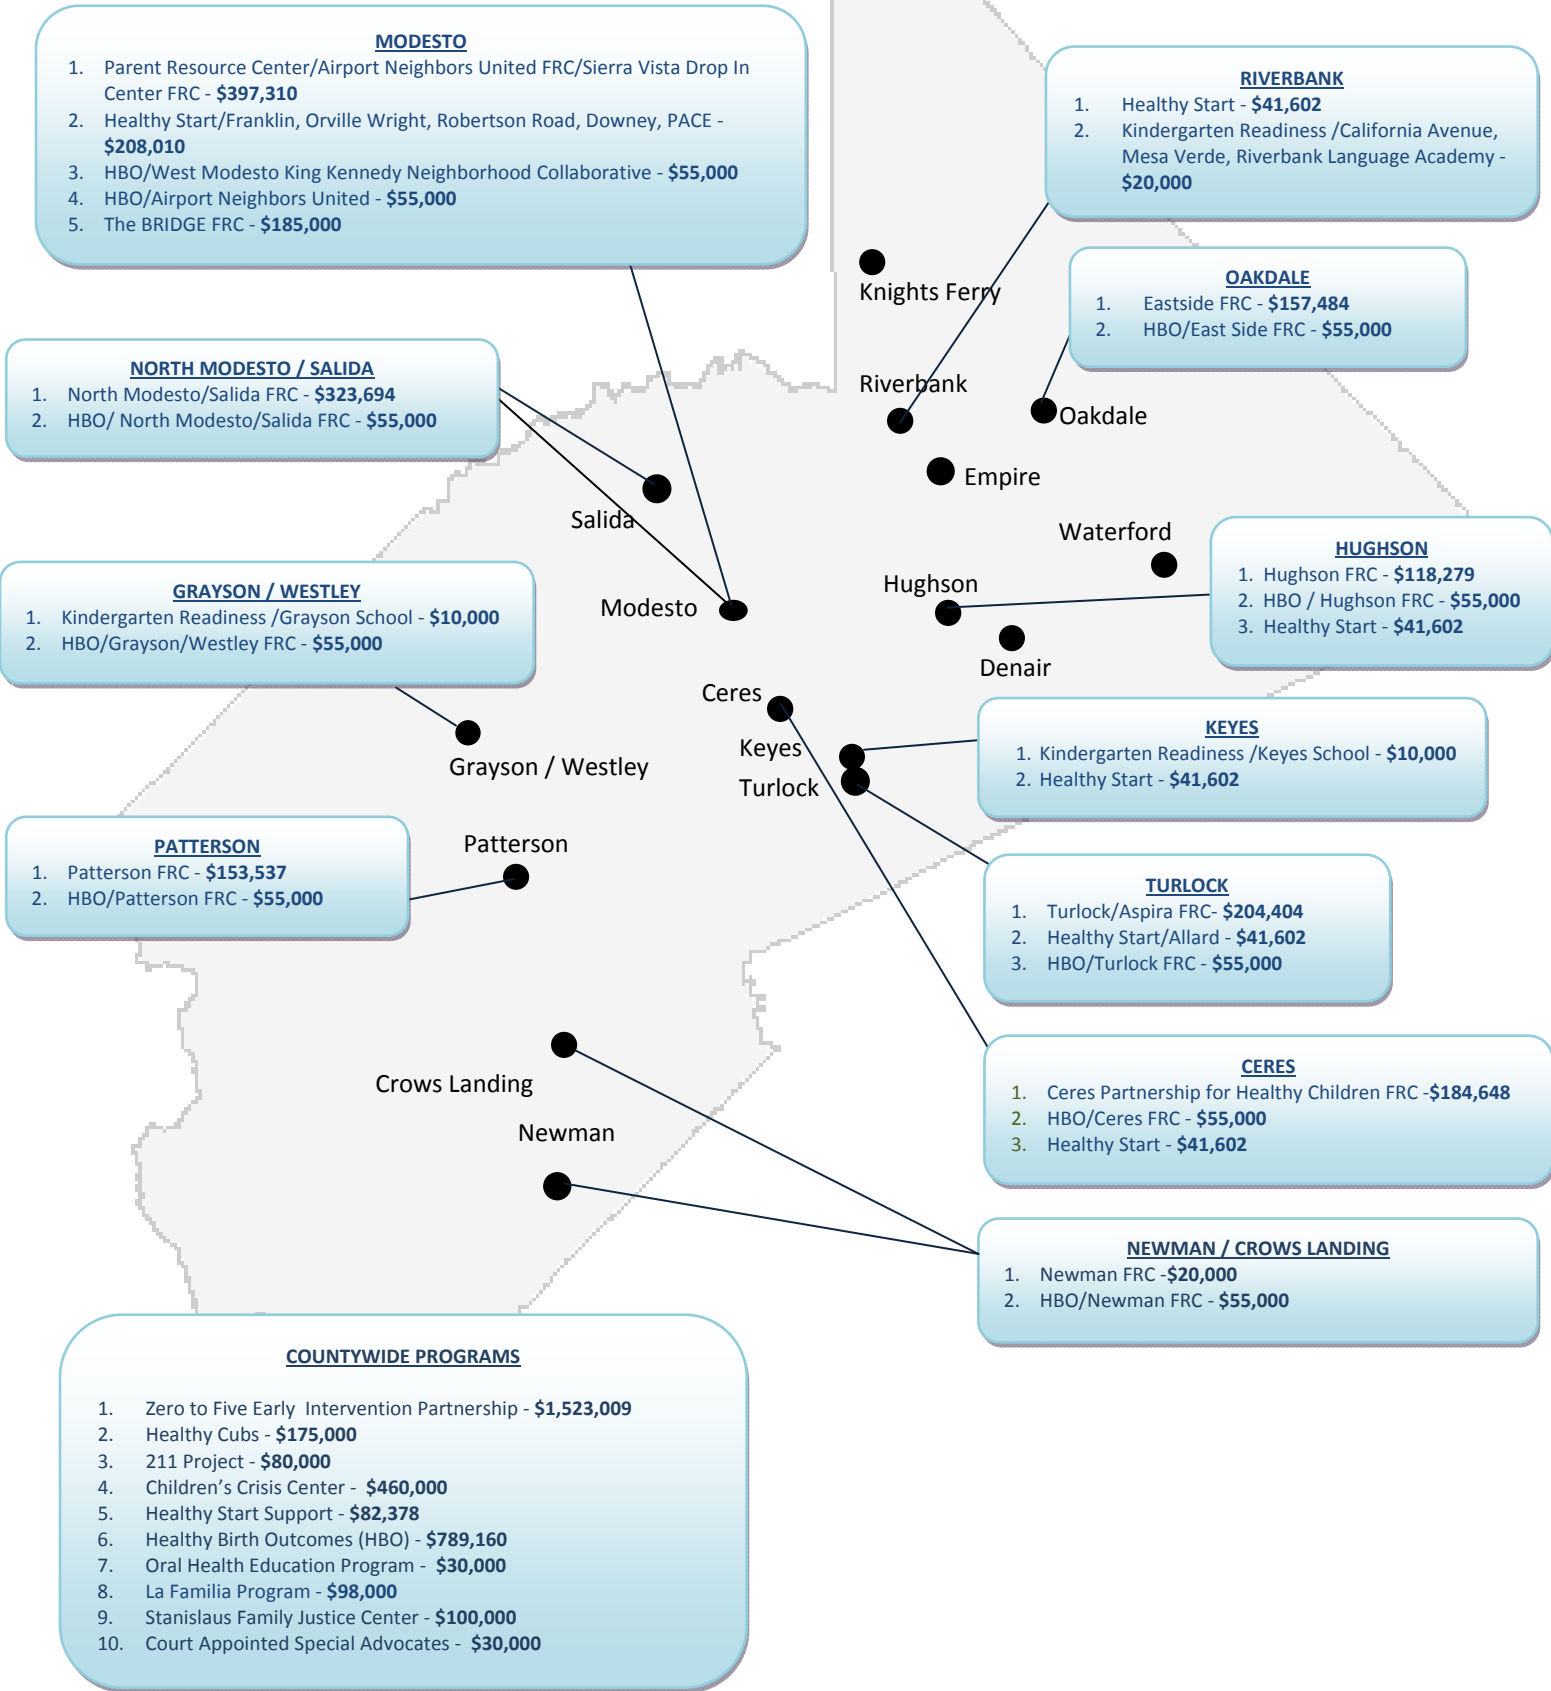 MODESTO
1. Parent Resource Center/Airport Neighbors United FRC/Sierra Vista Drop In
Center FRC - $397,310
2. Healthy Start/Franklin, Orville Wright, Robertson Road, Downey, PACE -
$208,010
3. HBO/West Modesto King Kennedy Neighborhood Collaborative - $55,000
4. HBO/Airport Neighbors United - $55,000
5. The BRIDGE FRC - $185,000
RIVERBANK
1. Healthy Start - $41,602
2. Kindergarten Readiness /California Avenue,
Mesa Verde, Riverbank Language Academy -
$20,000
Knights Ferry
OAKDALE
1. Eastside FRC - $157,484
2. HBO/East Side FRC - $55,000
NORTH MODESTO / SALIDA
1. North Modesto/Salida FRC - $323,694
2. HBO/ North Modesto/Salida FRC - $55,000
Riverbank
Oakdale
Empire
Salida
Waterford
HUGHSON
1. Hughson FRC - $118,279
2. HBO / Hughson FRC - $55,000
3. Healthy Start - $41,602
Hughson
Modesto
Denair
GRAYSON / WESTLEY
1. Kindergarten Readiness /Grayson School - $10,000
2. HBO/Grayson/Westley FRC - $55,000
Ceres
Keyes
Turlock
Grayson / Westley
KEYES
1. Kindergarten Readiness /Keyes School - $10,000
2. Healthy Start - $41,602
PATTERSON
1. Patterson FRC - $153,537
2. HBO/Patterson FRC - $55,000
Patterson
TURLOCK
1. Turlock/Aspira FRC- $204,404
2. Healthy Start/Allard - $41,602
3. HBO/Turlock FRC - $55,000
Crows Landing
Newman
CERES
1. Ceres Partnership for Healthy Children FRC -$184,648
2. HBO/Ceres FRC - $55,000
3. Healthy Start - $41,602
NEWMAN / CROWS LANDING
1. Newman FRC -$20,000
2. HBO/Newman FRC - $55,000
COUNTYWIDE PROGRAMS
1. Zero to Five Early Intervention Partnership - $1,523,009
2. Healthy Cubs - $175,000
3. 211 Project - $80,000
4. Children’s Crisis Center - $460,000
5. Healthy Start Support - $82,378
6. Healthy Birth Outcomes (HBO) - $789,160
7. Oral Health Education Program - $30,000
8. La Familia Program - $98,000
9. Stanislaus Family Justice Center - $100,000
10. Court Appointed Special Advocates - $30,000